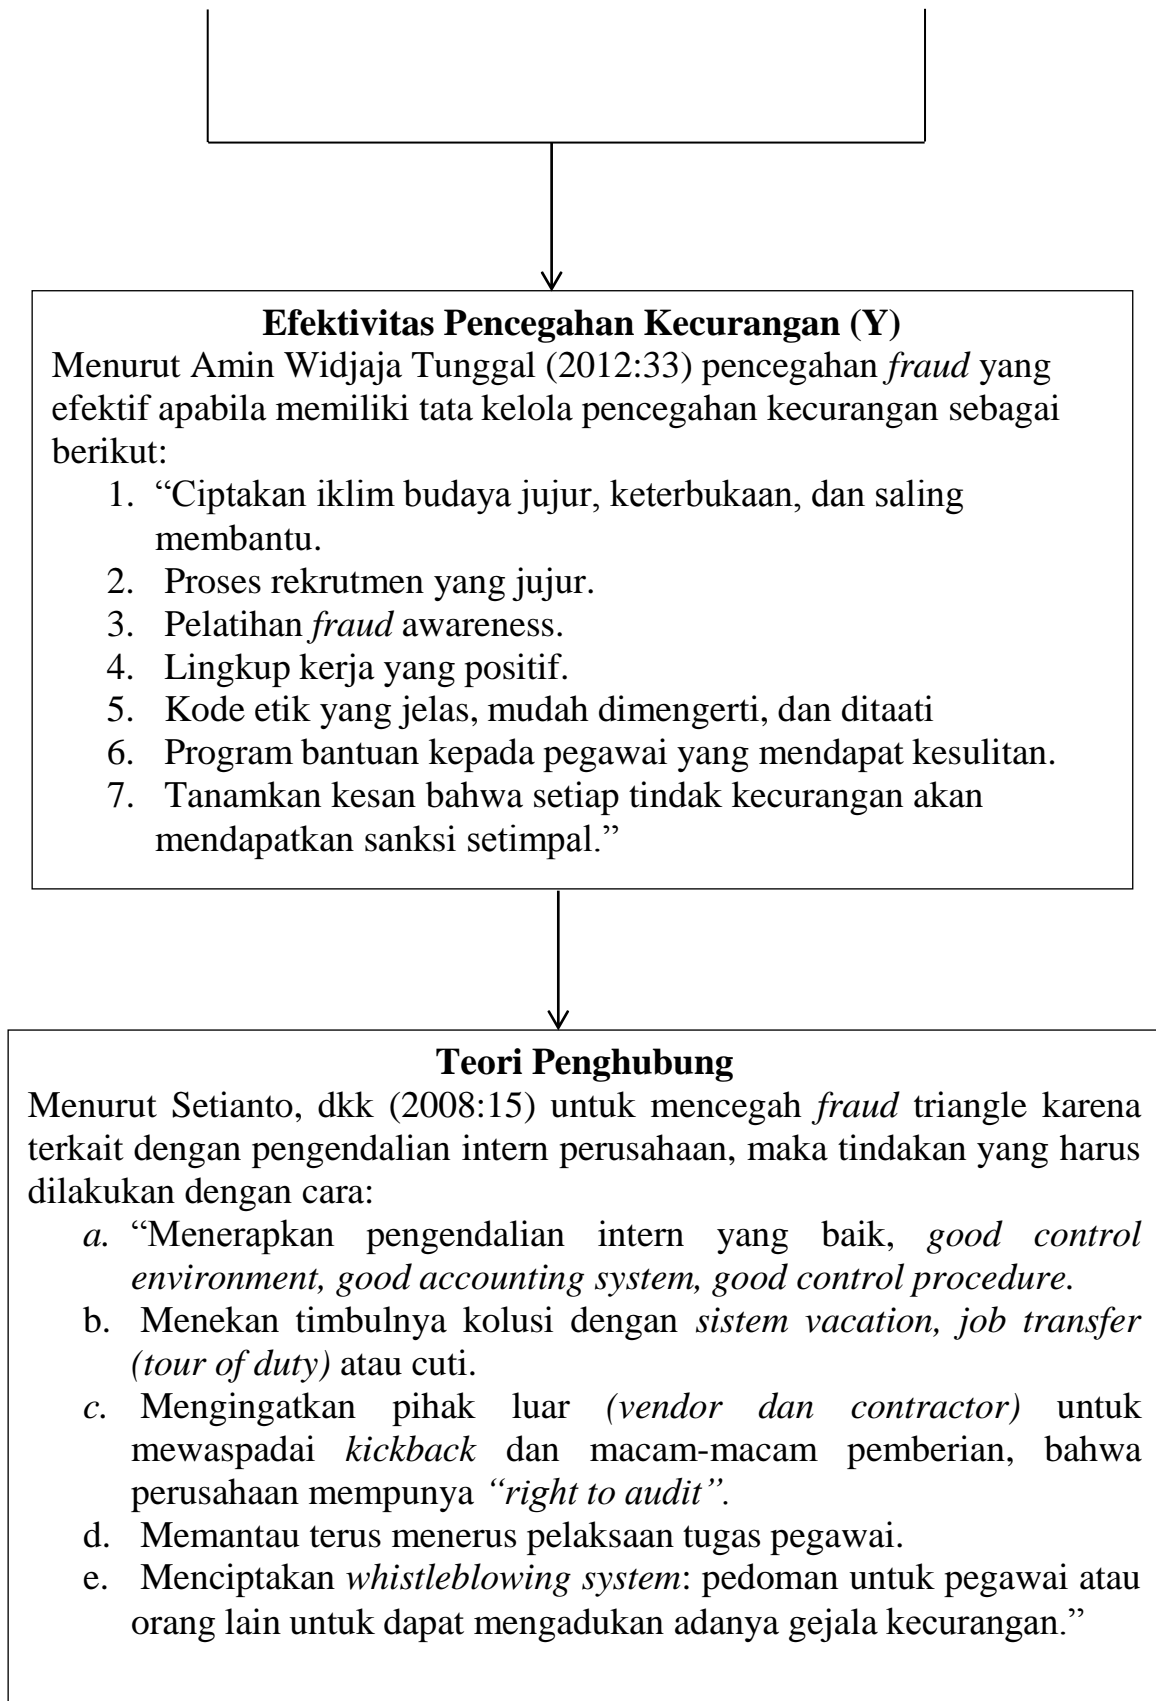 Efektivitas Pencegahan Kecurangan (Y)
Menurut Amin Widjaja Tunggal (2012:33) pencegahan fraud yang
efektif apabila memiliki tata kelola pencegahan kecurangan sebagai
berikut:
1. “Ciptakan iklim budaya jujur, keterbukaan, dan saling
membantu.
2. Proses rekrutmen yang jujur.
3. Pelatihan fraud awareness.
4. Lingkup kerja yang positif.
5. Kode etik yang jelas, mudah dimengerti, dan ditaati
6. Program bantuan kepada pegawai yang mendapat kesulitan.
7. Tanamkan kesan bahwa setiap tindak kecurangan akan
mendapatkan sanksi setimpal.”
Teori Penghubung
Menurut Setianto, dkk (2008:15) untuk mencegah fraud triangle karena
terkait dengan pengendalian intern perusahaan, maka tindakan yang harus
dilakukan dengan cara:
a. “Menerapkan pengendalian intern yang baik, good control
environment, good accounting system, good control procedure.
b. Menekan timbulnya kolusi dengan sistem vacation, job transfer
(tour of duty) atau cuti.
c. Mengingatkan pihak luar (vendor dan contractor) untuk
mewaspadai kickback dan macam-macam pemberian, bahwa
perusahaan mempunya “right to audit”.
d. Memantau terus menerus pelaksaan tugas pegawai.
e. Menciptakan whistleblowing system: pedoman untuk pegawai atau
orang lain untuk dapat mengadukan adanya gejala kecurangan.”